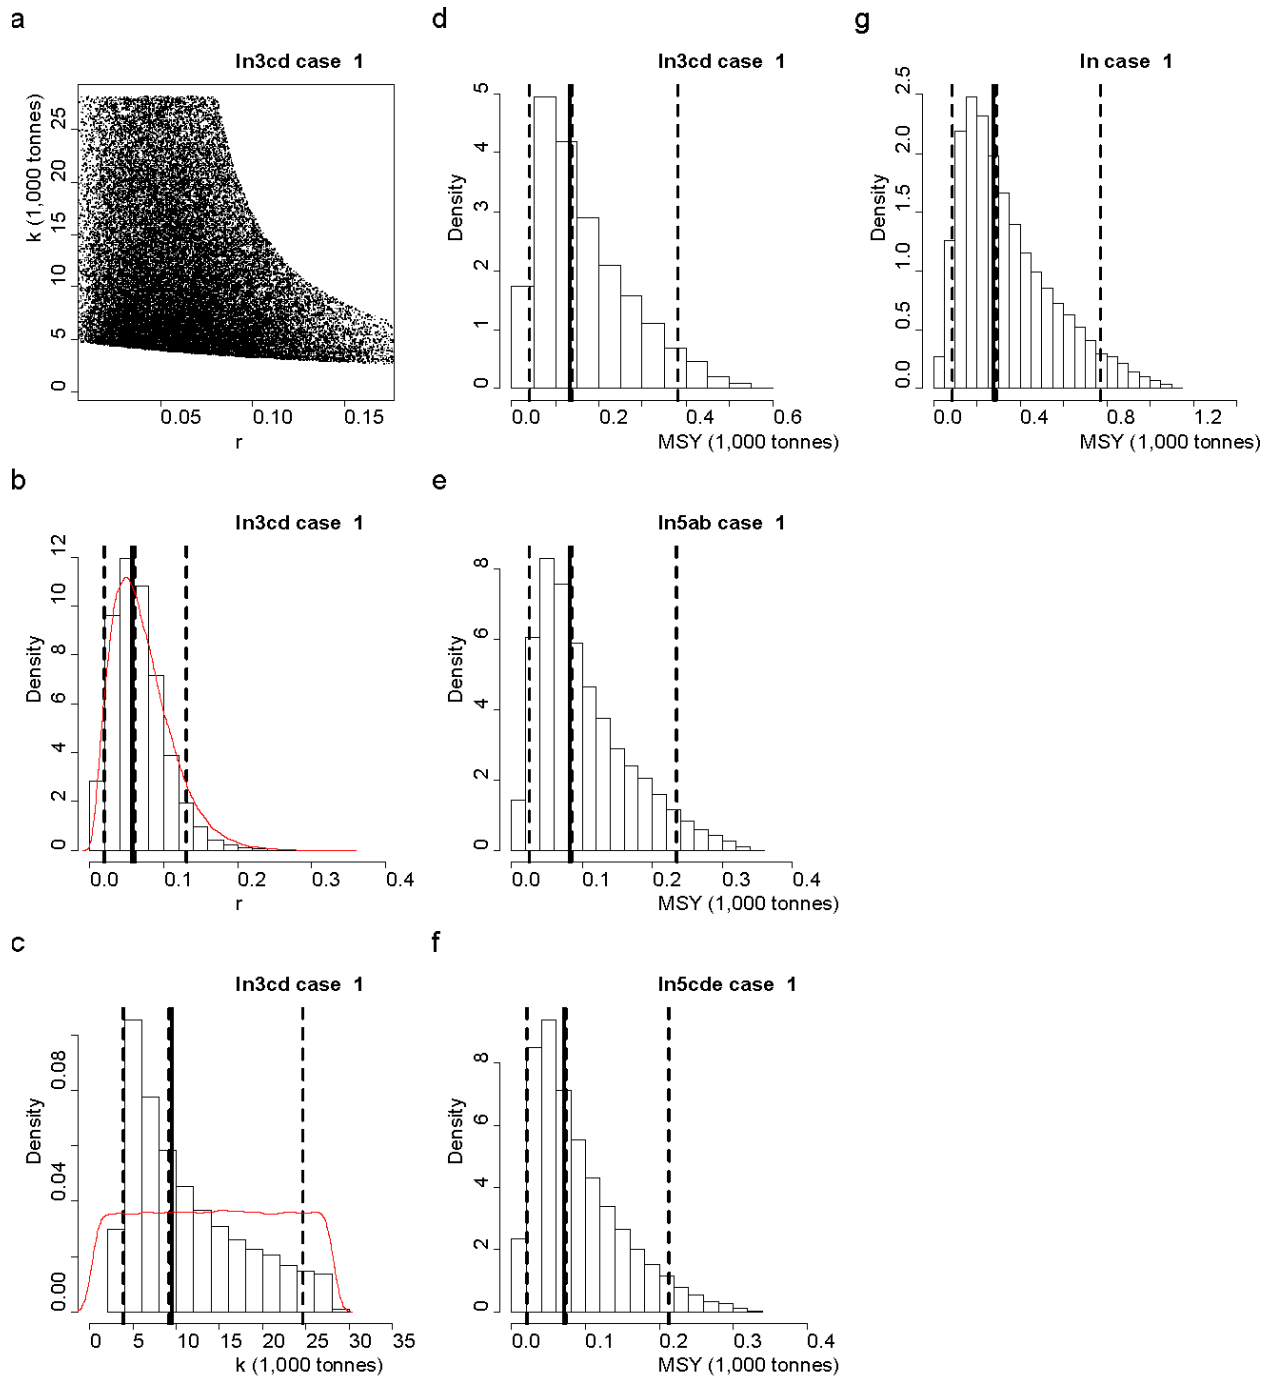 a
In3cd case 1
k (1,000 tonnes)
0 5 10 15 20 25
0.05 0.10 0.15
r
b
In3cd case 1
Density
0 2 4 6 8 10 12
0.0 0.1 0.2 0.3 0.4
r
c
In3cd case 1
Density
0.00 0.04 0.08
0 5 10 15 20 25 30 35
k (1,000 tonnes)
d
In3cd case 1
Density
0 1 2 3 4 5
0.0 0.2 0.4 0.6
MSY (1,000 tonnes)
e
In5ab case 1
Density
0 2 4 6 8
0.0 0.1 0.2 0.3 0.4
MSY (1,000 tonnes)
f
In5cde case 1
Density
0 2 4 6 8
0.0 0.1 0.2 0.3 0.4
MSY (1,000 tonnes)
g
In case 1
Density
0.0 0.5 1.0 1.5 2.0 2.5
0.0 0.4 0.8 1.2
MSY (1,000 tonnes)